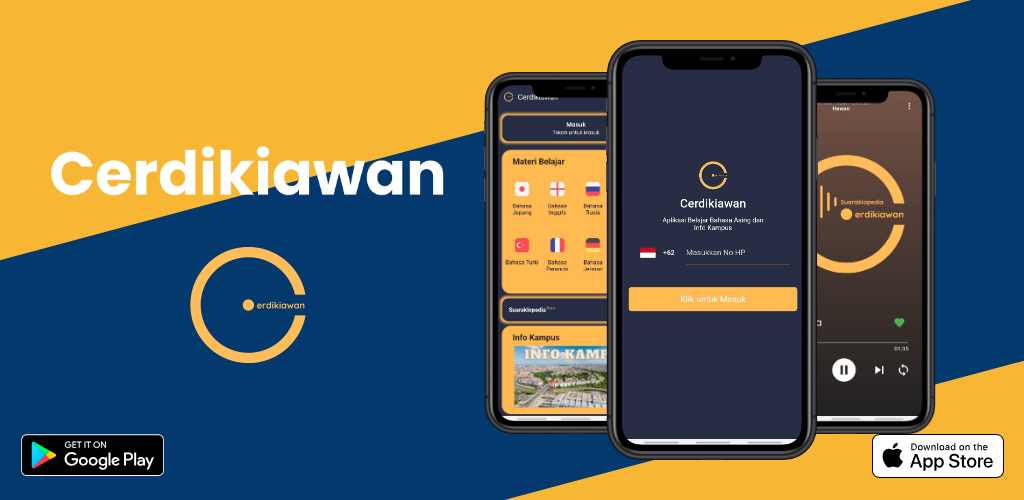 Cerdikiawan
erdikiawan
GET IT ON
Google Play
Cerdikiawan
Masuk
Tekan untuk Masuk
Materi Belajar
Bahasa Jepang
Bahasa Inggris
Bahasa Rusia
Bahasa Turki
Bahasa Perancis
Bahasa Jerman
Suaraklopedia
Info Kampus
INFO KAMP
erdikiawan
Cerdikiawan
Aplikasi Belajar Bahasa Asing dan
Info Kampus
+62 Masukkan No HP
Klik untuk Masuk
Hewan
Suaraklopedia
erdikiawan
01:35
Download on the
App Store